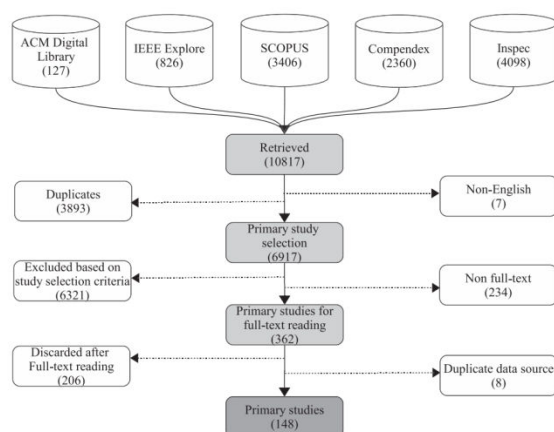 ACM Digital
Library
(127)
IEEE Explore
(826)
SCOPUS
(3406)
Compendex
(2360)
Inspec
(4098)
Retrieved
(10817)
Duplicates
(3893)
Non-English
(7)
Primary study
selection
(6917)
Excluded based on
study selection criteria
(6321)
Non full-text
(234)
Primary studies for
full-text reading
(362)
Discarded after
Full-text reading
(206)
Duplicate data source
(8)
Primary studies
(148)